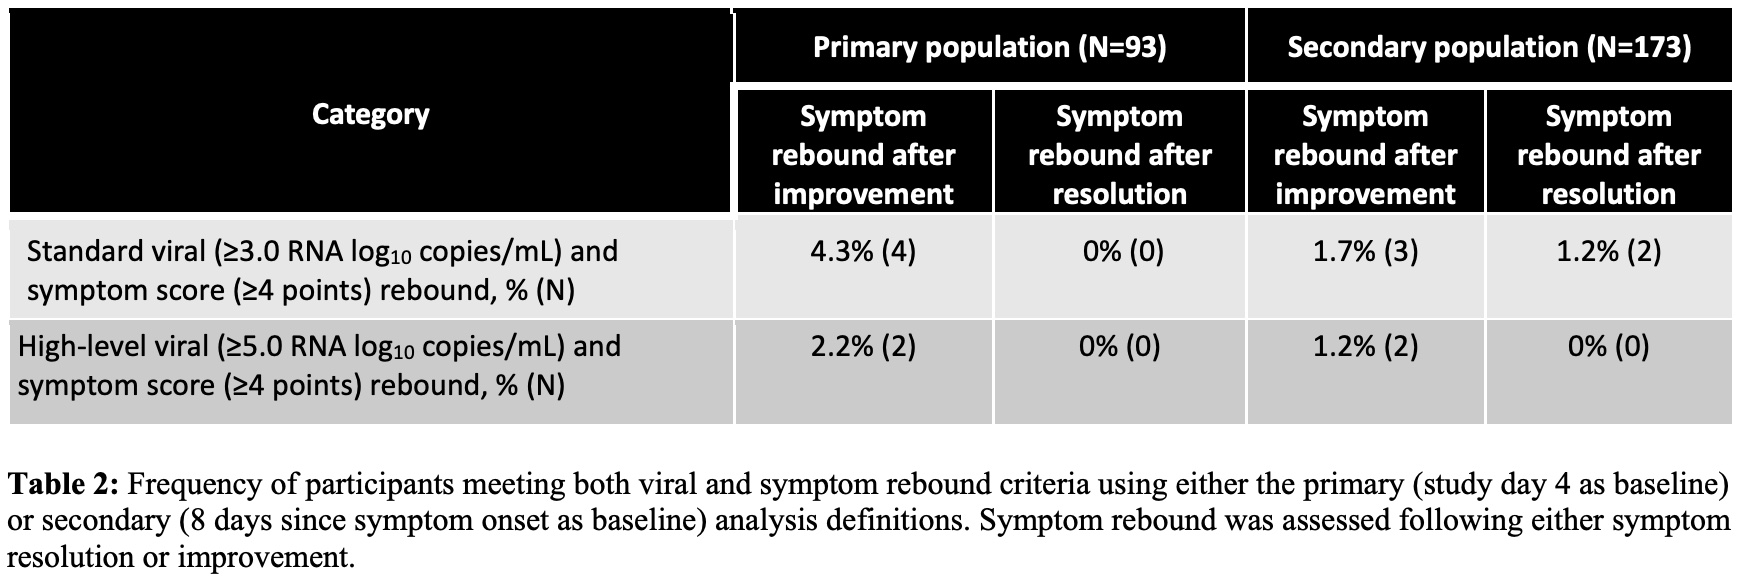 Category
Primary population (N=93)
Secondary population (N=173)
Symptom
rebound after
improvement
Symptom
rebound after
resolution
Symptom
rebound after
improvement
Symptom
rebound after
resolution
Standard viral (≥3.0 RNA log₁₀ copies/mL) and
symptom score (≥4 points) rebound, % (N)
4.3% (4)
0% (0)
1.7% (3)
1.2% (2)
High-level viral (≥5.0 RNA log₁₀ copies/mL) and
symptom score (≥4 points) rebound, % (N)
2.2% (2)
0% (0)
1.2% (2)
0% (0)
Table 2: Frequency of participants meeting both viral and symptom rebound criteria using either the primary (study day 4 as baseline)
or secondary (8 days since symptom onset as baseline) analysis definitions. Symptom rebound was assessed following either symptom
resolution or improvement.